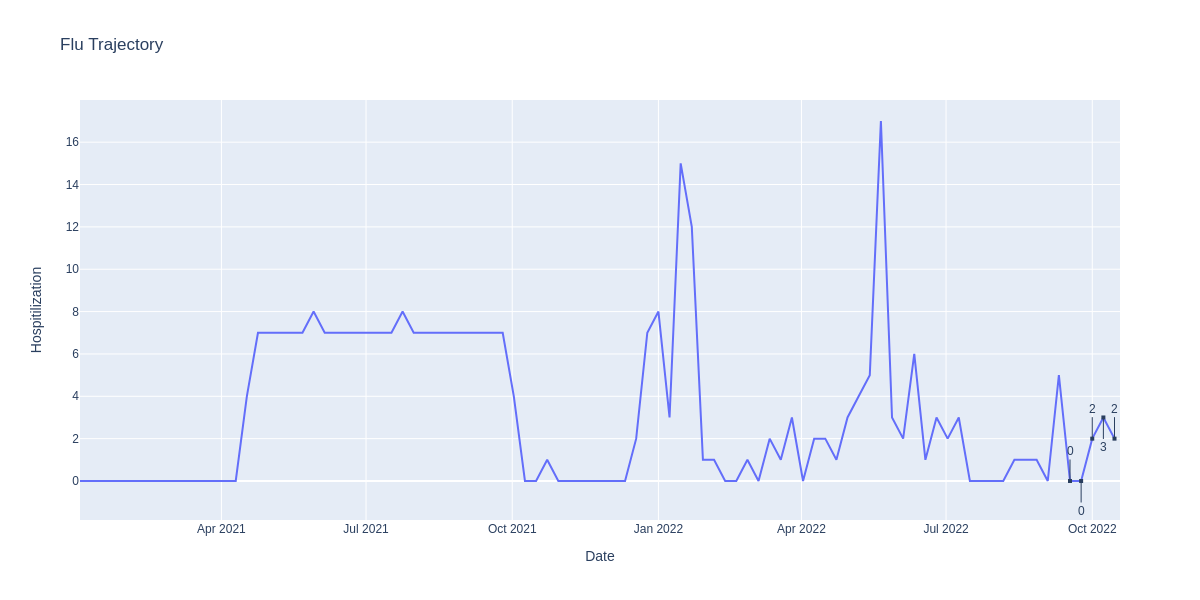 Flu Trajectory
Hospitilization
16
14
12
10
8
6
4
2
0
2
2
3
0
0
Apr 2021
Jul 2021
Oct 2021
Jan 2022
Apr 2022
Jul 2022
Oct 2022
Date